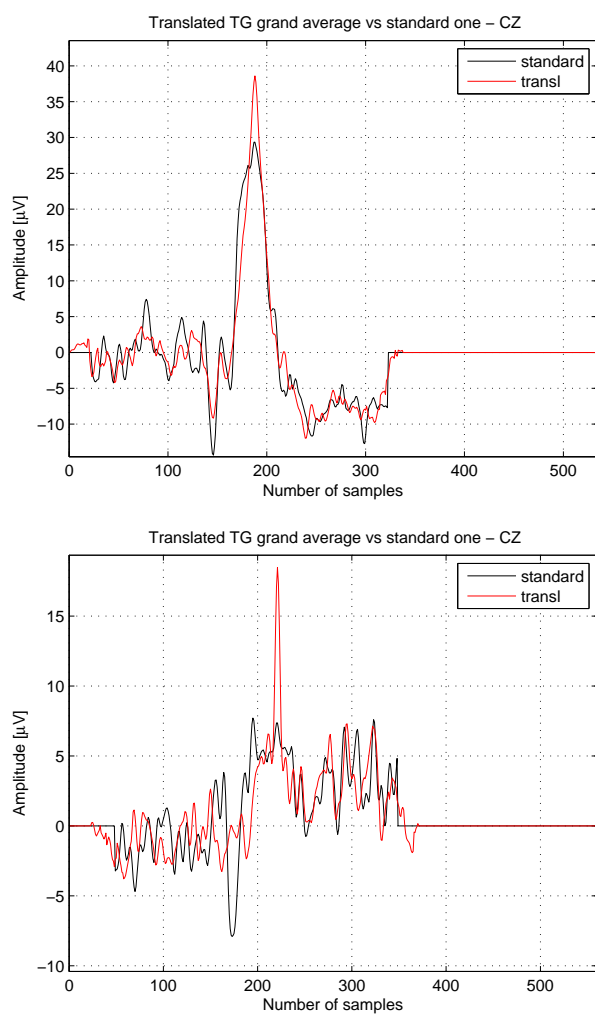 Translated TG grand average vs standard one − CZ
40
35
30
25
20
15
10
5
0
−5
−10
Amplitude [μV]
standard
transl
0 100 200 300 400 500
Number of samples
Translated TG grand average vs standard one − CZ
15
10
5
0
−5
−10
Amplitude [μV]
standard
transl
0 100 200 300 400 500
Number of samples